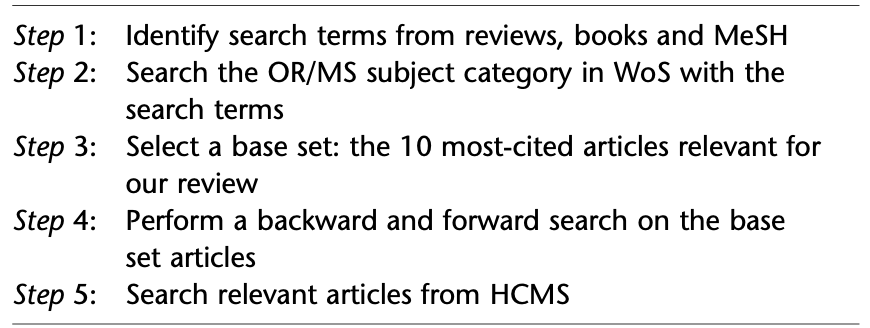 Step 1: Identify search terms from reviews, books and MeSH
Step 2: Search the OR/MS subject category in WoS with the
search terms
Step 3: Select a base set: the 10 most-cited articles relevant for
our review
Step 4: Perform a backward and forward search on the base
set articles
Step 5: Search relevant articles from HCMS